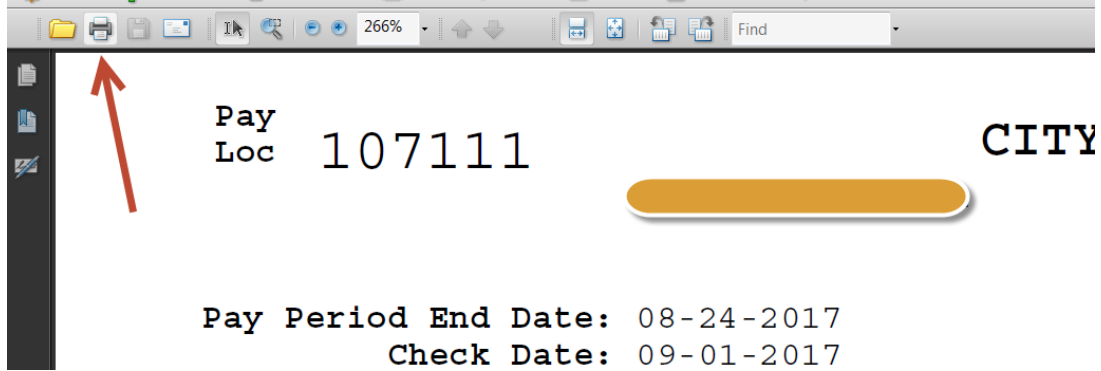 266%
Find
Pay
Loc 107111
CITY
Pay Period End Date: 08-24-2017
Check Date: 09-01-2017